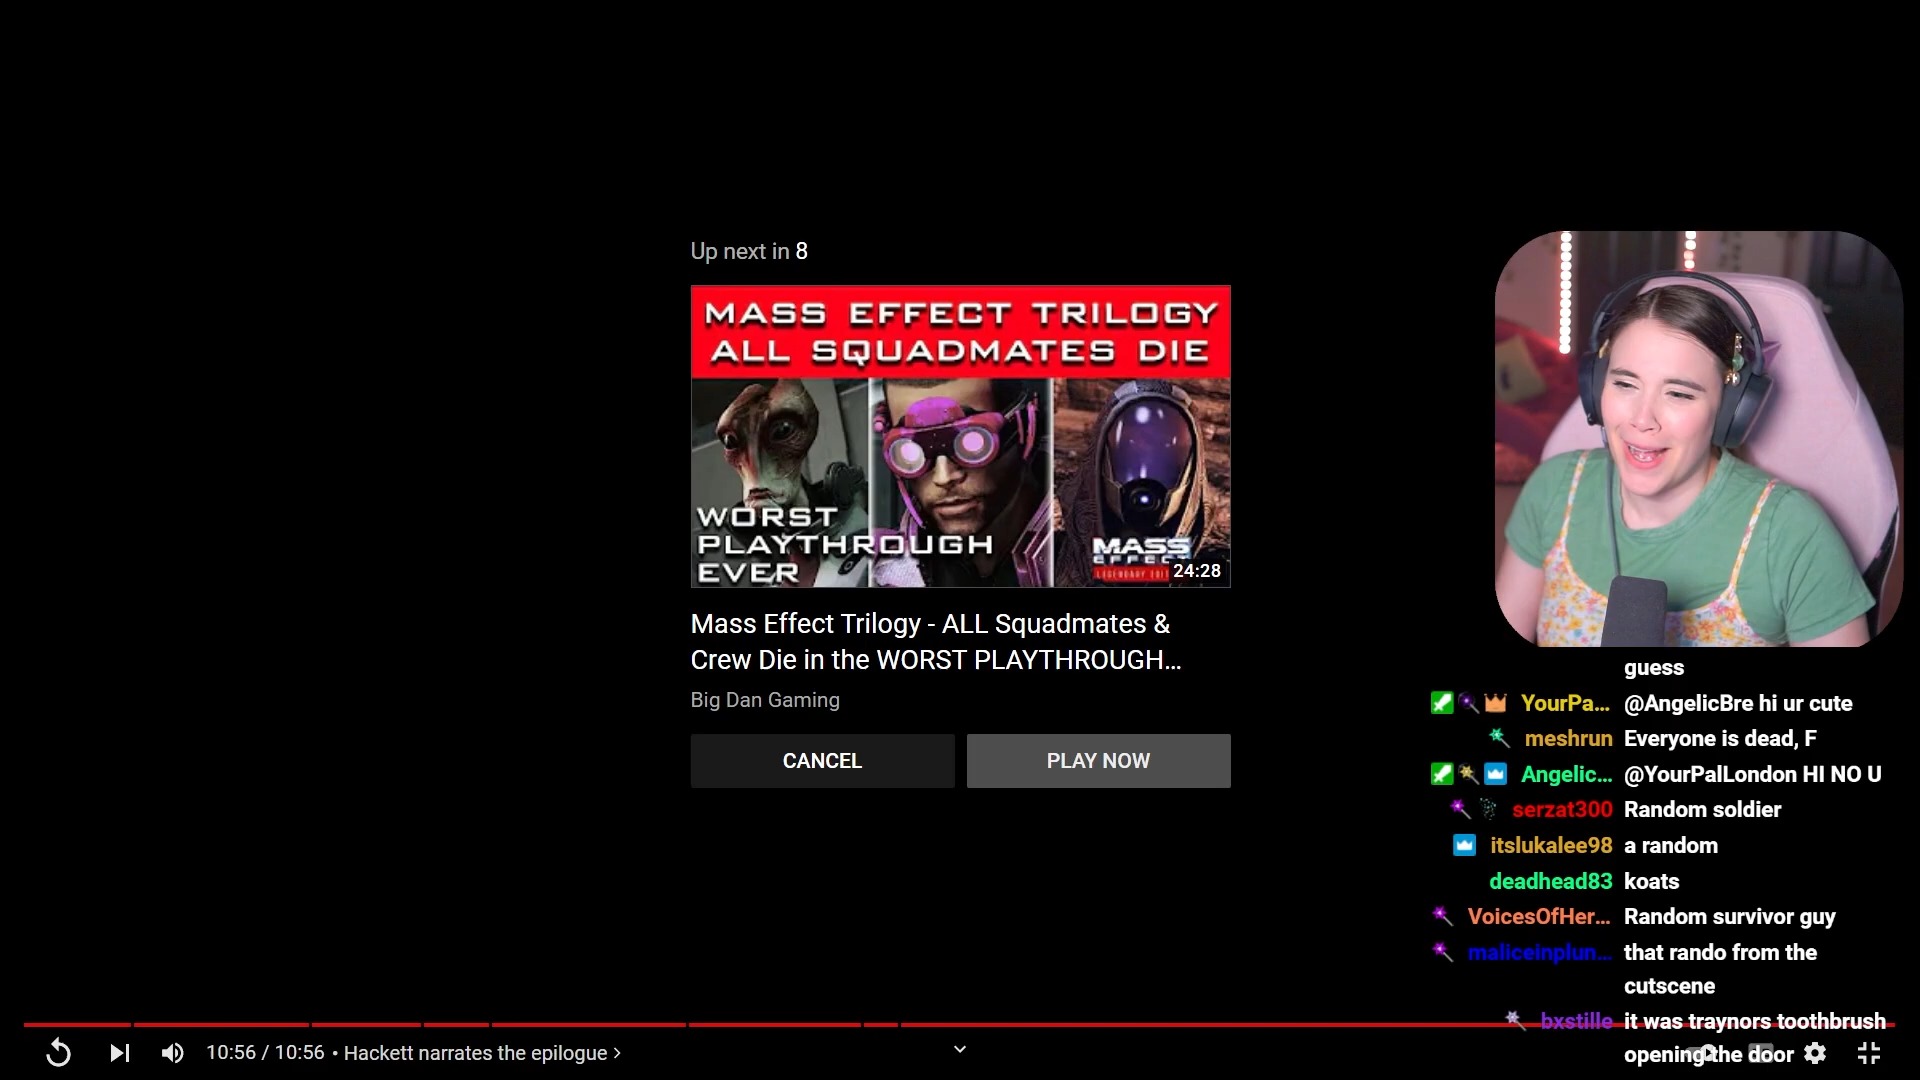 Up next in 8
MASS EFFECT TRILOGY
ALL SQUADMATES DIE
WORST
PLAYTHROUGH
EVER
MASS
EFFECT
LEGENDARY EDIT
24:28
Mass Effect Trilogy - ALL Squadmates &
Crew Die in the WORST PLAYTHROUGH...
Big Dan Gaming
CANCEL
PLAY NOW
guess
YourPa... @AngelicBre hi ur cute
meshrun Everyone is dead, F
Angelic... @YourPalLondon HI NO U
serzat300 Random soldier
itslukalee98 a random
deadhead83 koats
VoicesOfHer... Random survivor guy
maliceinplun... that rando from the
cutscene
bxstille it was traynors toothbrush
opening the door
10:56 / 10:56 • Hackett narrates the epilogue >